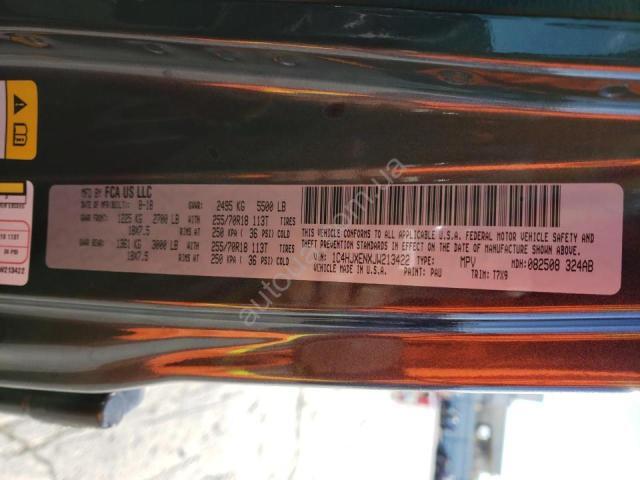 MFG BY FCA US LLC
DATE OF MFR/BUILT: 8-18 GVWR: 2495 KG 5500 LB
GAWR FRONT: 1225 KG 2700 LB WITH 255/70R18 113T TIRES
18X7.5 RIMS AT 250 KPA ( 36 PSI) COLD
GAWR REAR: 1361 KG 3000 LB WITH 255/70R18 113T TIRES
18X7.5 RIMS AT 250 KPA ( 36 PSI) COLD
THIS VEHICLE CONFORMS TO ALL APPLICABLE U.S.A. FEDERAL MOTOR VEHICLE SAFETY,
BUMPER, AND THEFT PREVENTION STANDARDS IN EFFECT ON THE DATE OF MANUFACTURE SHOWN ABOVE.
VIN: 1C4HJXENXJW213422 TYPE: MPV MDH: 082508 324AB
VEHICLE MADE IN U.S.A. PAINT: PAU TRIM: T7X9
W213422
autoua.com.ua